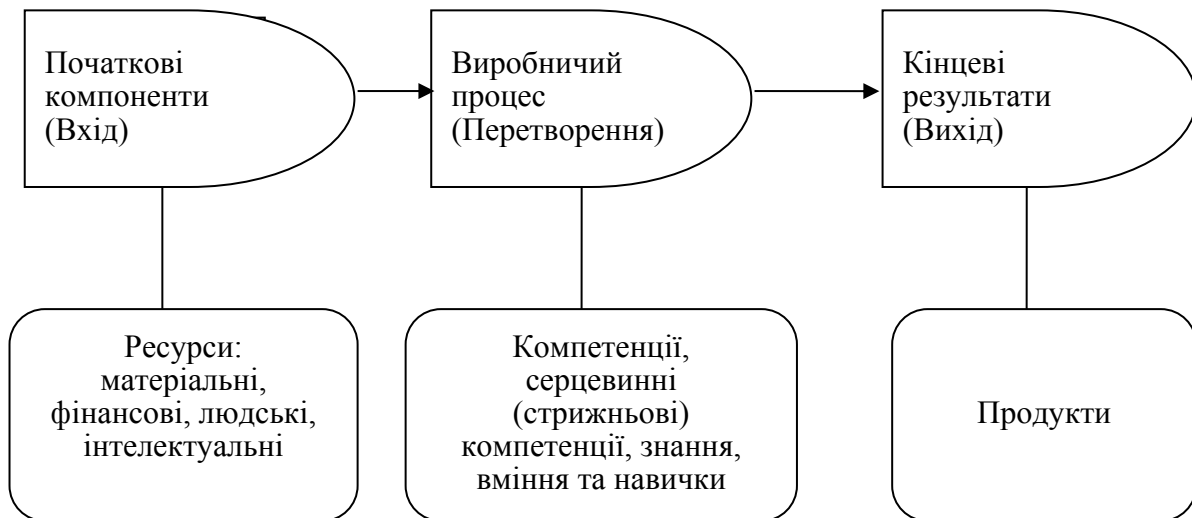 Початкові
компоненти
(Вхід)
Виробничий
процес
(Перетворення)
Кінцеві
результати
(Вихід)
Ресурси:
матеріальні,
фінансові, людські,
інтелектуальні
Компетенції,
серцевинні
(стрижньові)
компетенції, знання,
вміння та навички
Продукти